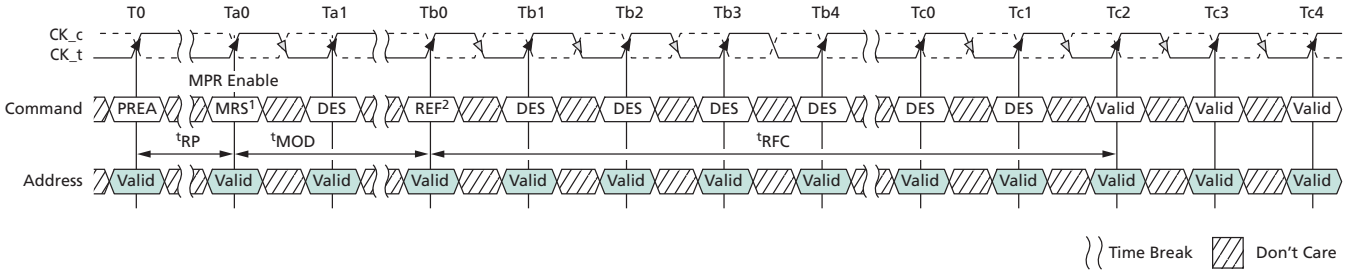 T0 Ta0 Ta1 Tb0 Tb1 Tb2 Tb3 Tb4 Tc0 Tc1 Tc2 Tc3 Tc4
CK_c
CK_t
MPR Enable
Command PREA MRS¹ DES REF² DES DES DES DES DES DES Valid Valid Valid
tRP tMOD tRFC
Address Valid Valid Valid Valid Valid Valid Valid Valid Valid Valid Valid Valid Valid
Time Break Don't Care